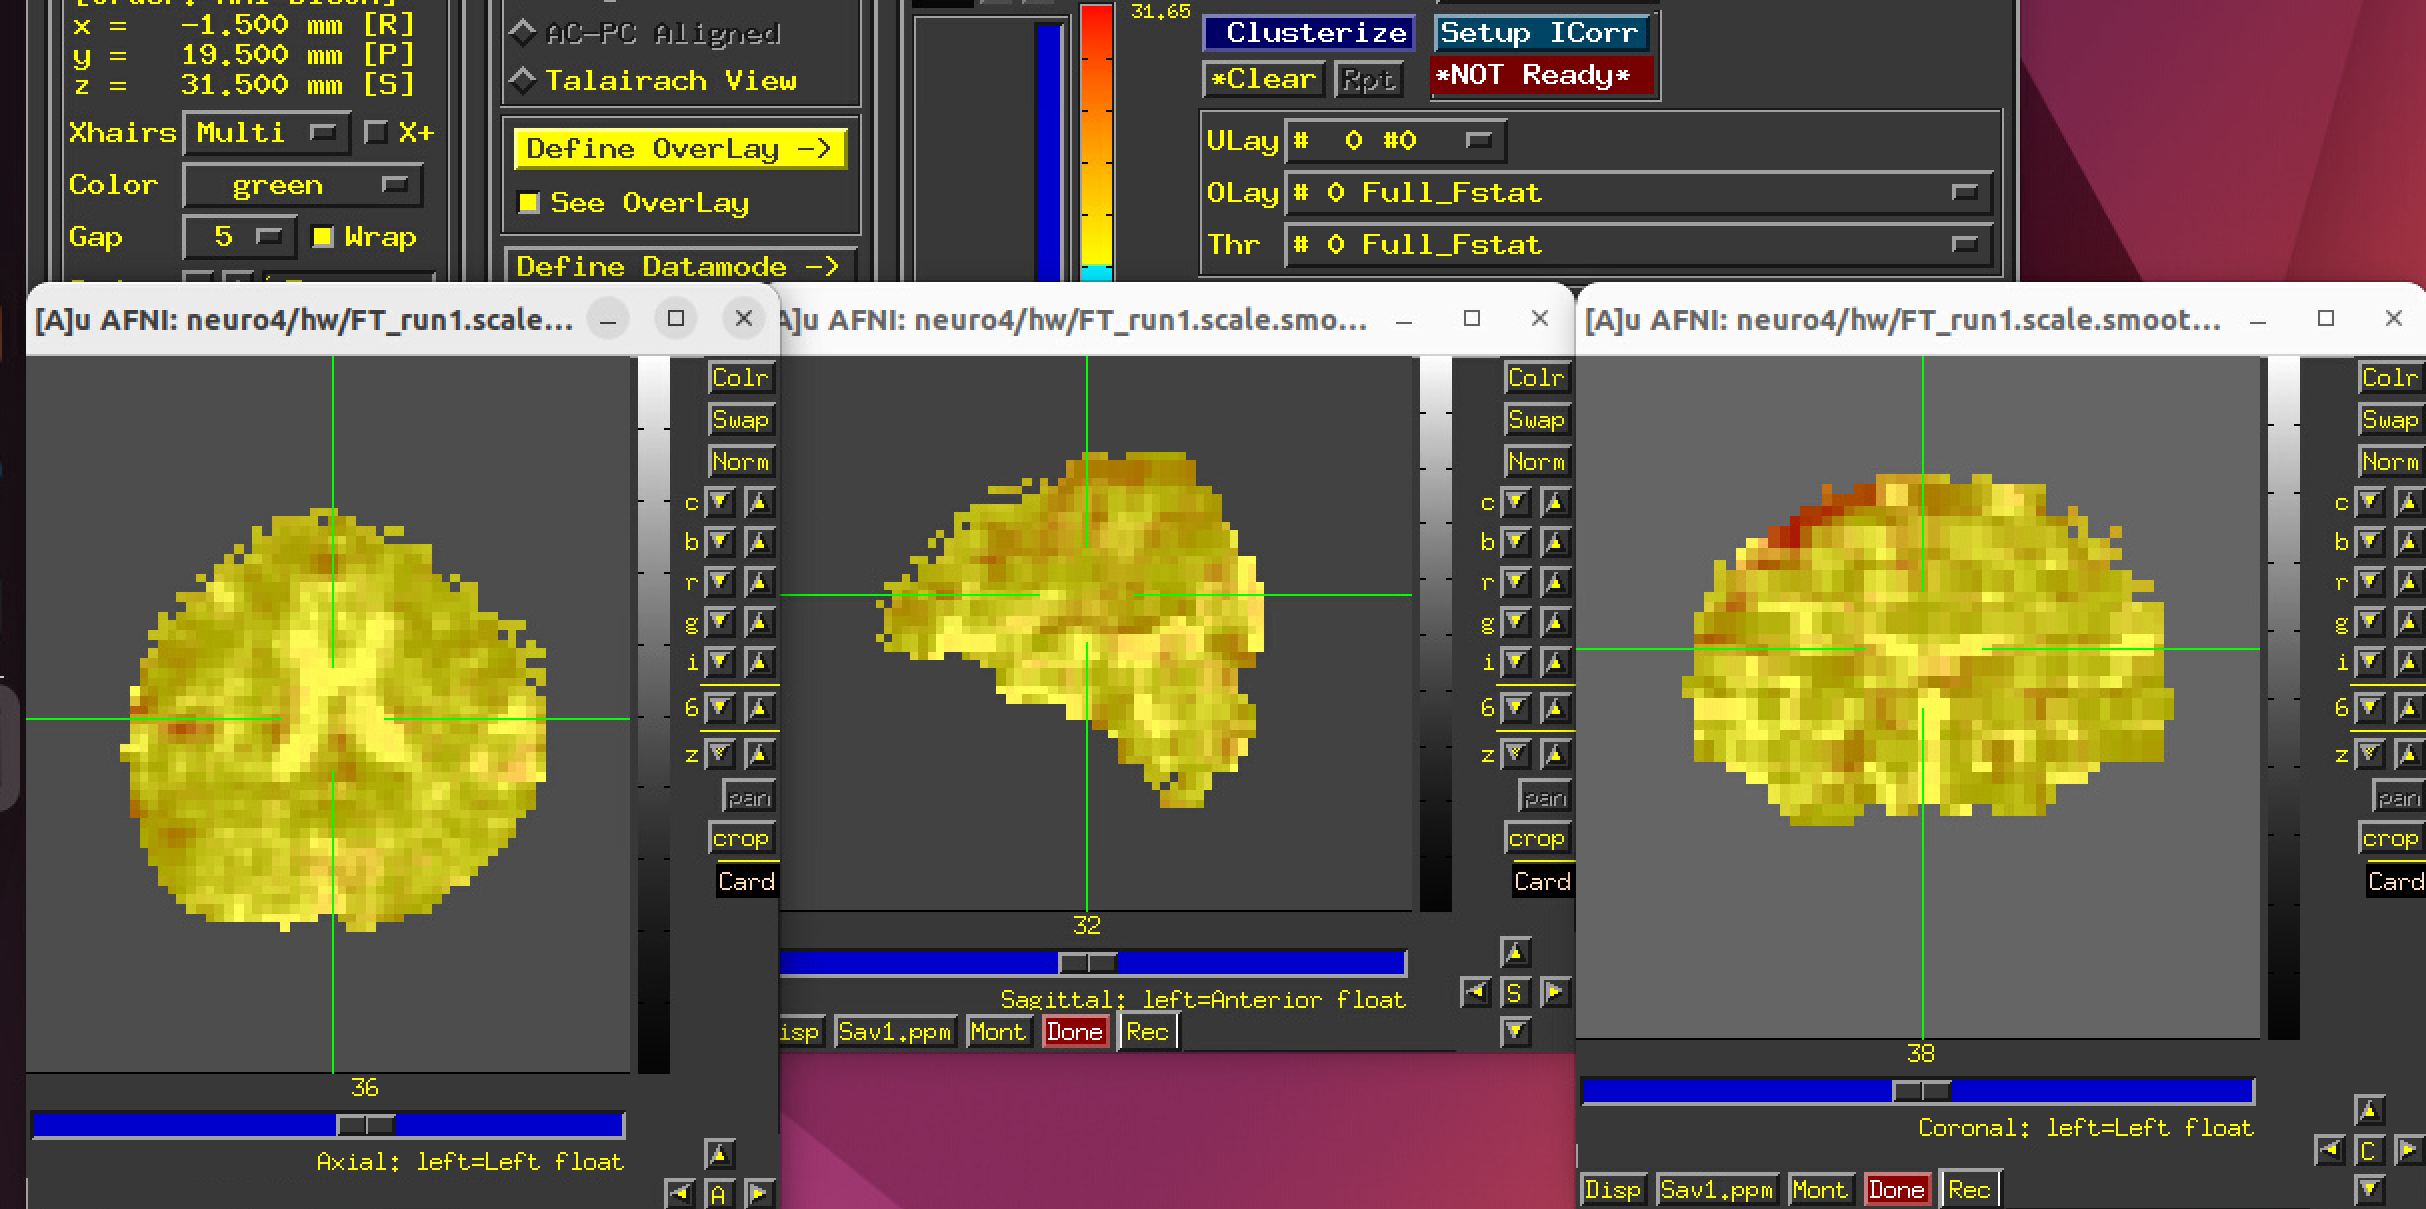 x = -1.500 mm [R]
y = 19.500 mm [P]
z = 31.500 mm [S]
Xhairs Multi X+
Color green
Gap 5 Wrap
AC-PC Aligned
Talairach View
Define OverLay ->
See OverLay
Define Datamode ->
31.65
Clusterize
Setup ICorr
*Clear
Rpt
*NOT Ready*
ULay # 0 #0
OLay # 0 Full_Fstat
Thr # 0 Full_Fstat
[A]u AFNI: neuro4/hw/FT_run1.scale...
Colr
Swap
Norm
c
b
r
g
i
6
z
pan
crop
Card
36
Axial: left=Left float
A
A]u AFNI: neuro4/hw/FT_run1.scale.smo...
Colr
Swap
Norm
c
b
r
g
i
6
z
pan
crop
Card
32
Sagittal: left=Anterior float
S
isp Sav1.ppm Mont Done Rec
[A]u AFNI: neuro4/hw/FT_run1.scale.smoot...
Colr
Swap
Norm
c
b
r
g
i
6
z
pan
crop
Card
38
Coronal: left=Left float
C
Disp Sav1.ppm Mont Done Rec